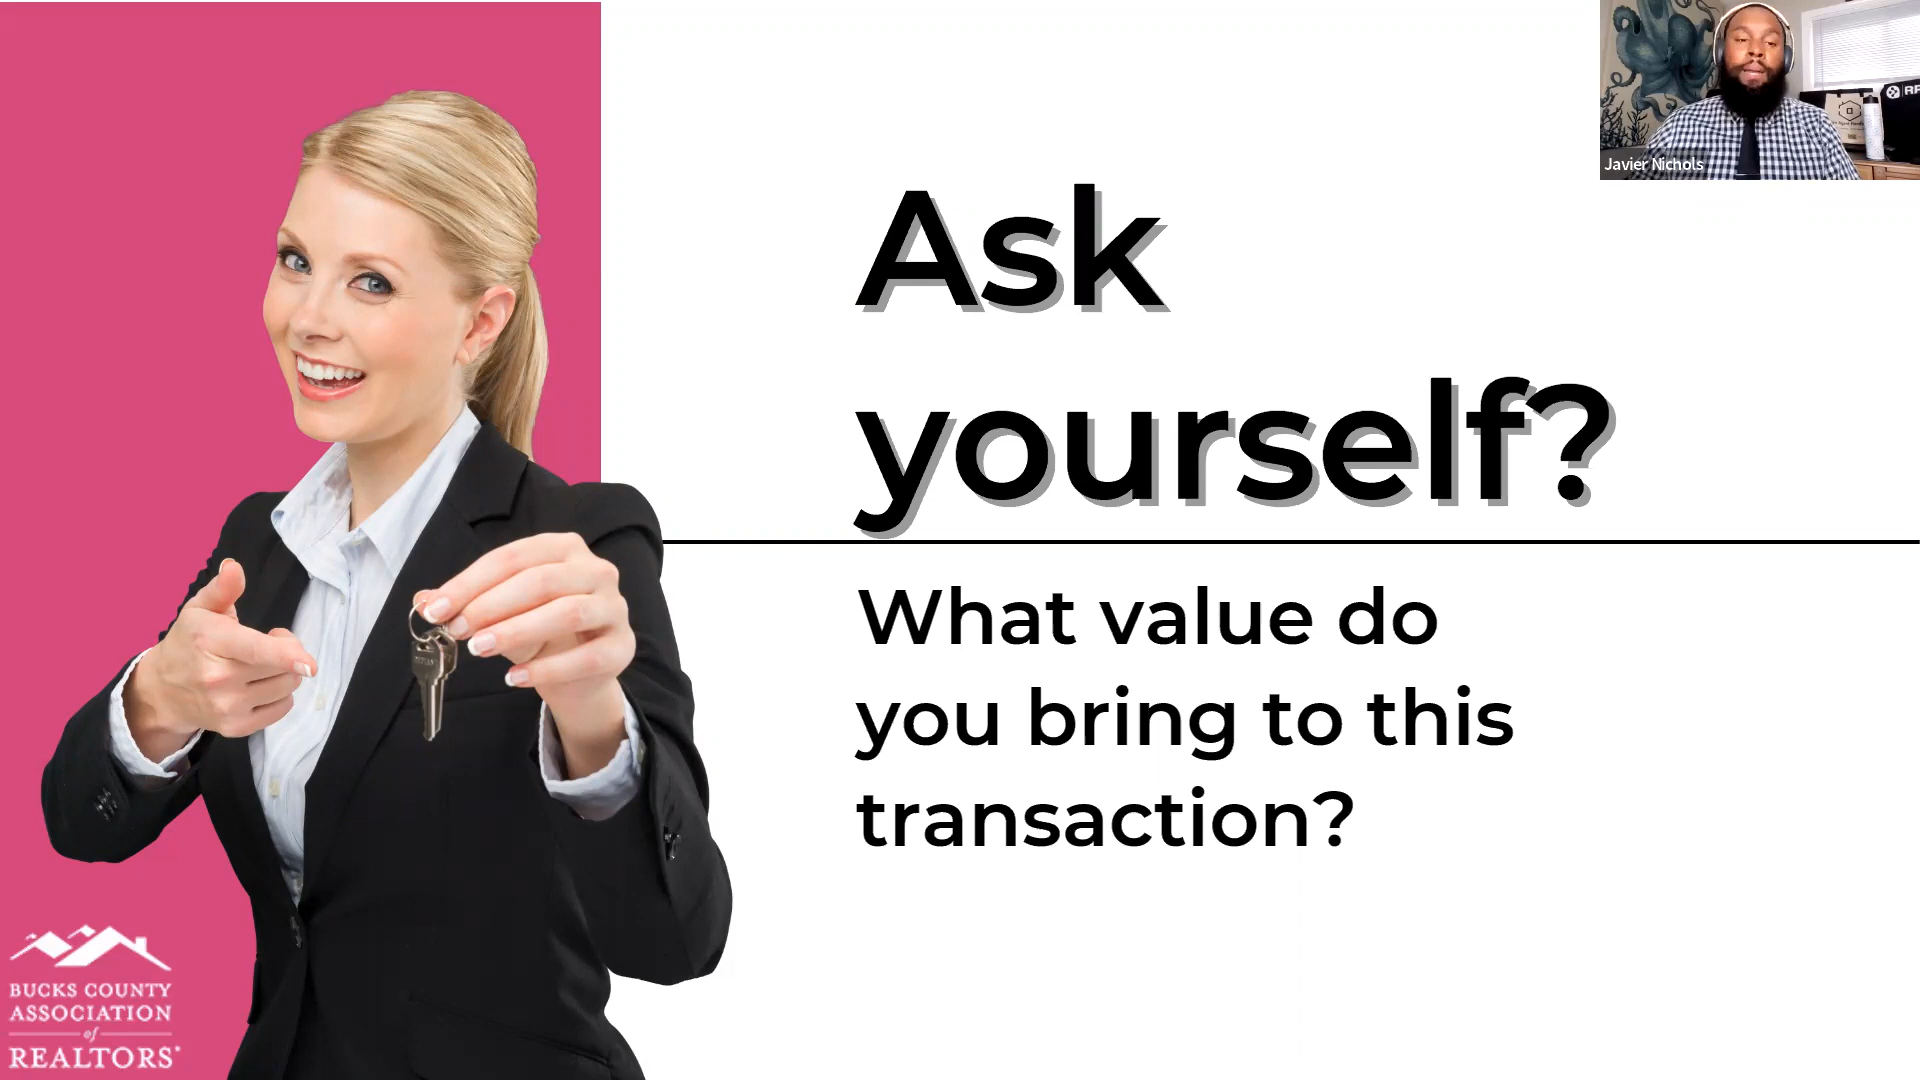 Ask
yourself?
What value do
you bring to this
transaction?
Javier Nichols
BUCKS COUNTY
ASSOCIATION
of
REALTORS®